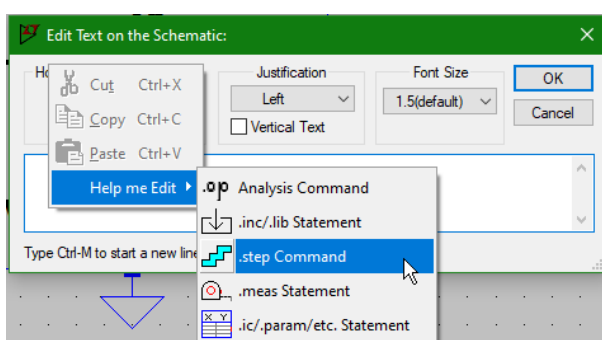 Edit Text on the Schematic:
Justification
Font Size
Left
1.5(default)
OK
Vertical Text
Cancel
Cut Ctrl+X
Copy Ctrl+C
Paste Ctrl+V
Help me Edit
.op Analysis Command
.inc/.lib Statement
.step Command
.meas Statement
X Y .ic/.param/etc. Statement
Type Ctrl-M to start a new line